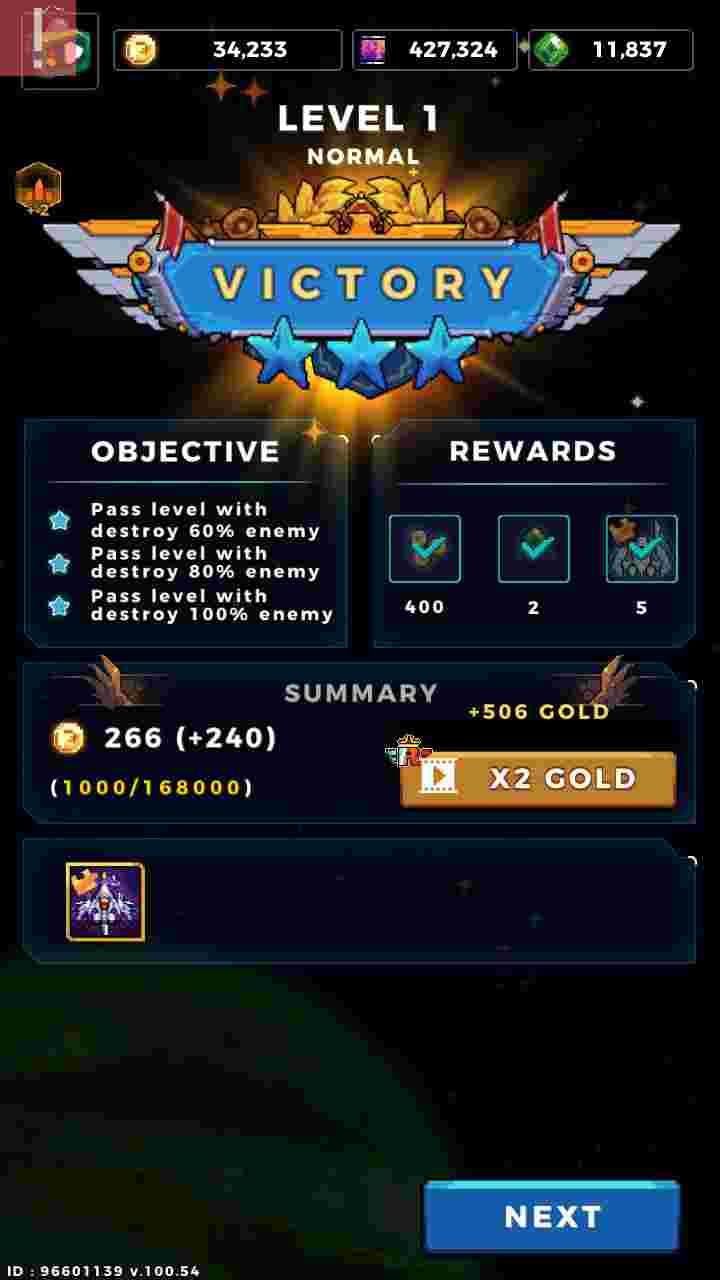 34,233
427,324
11,837
LEVEL 1
NORMAL
+2
VICTORY
OBJECTIVE
Pass level with
destroy 60% enemy
Pass level with
destroy 80% enemy
Pass level with
destroy 100% enemy
REWARDS
400
2
5
SUMMARY
266 (+240)
(1000/168000)
+506 GOLD
X2 GOLD
1
NEXT
ID : 96601139 v.100.54